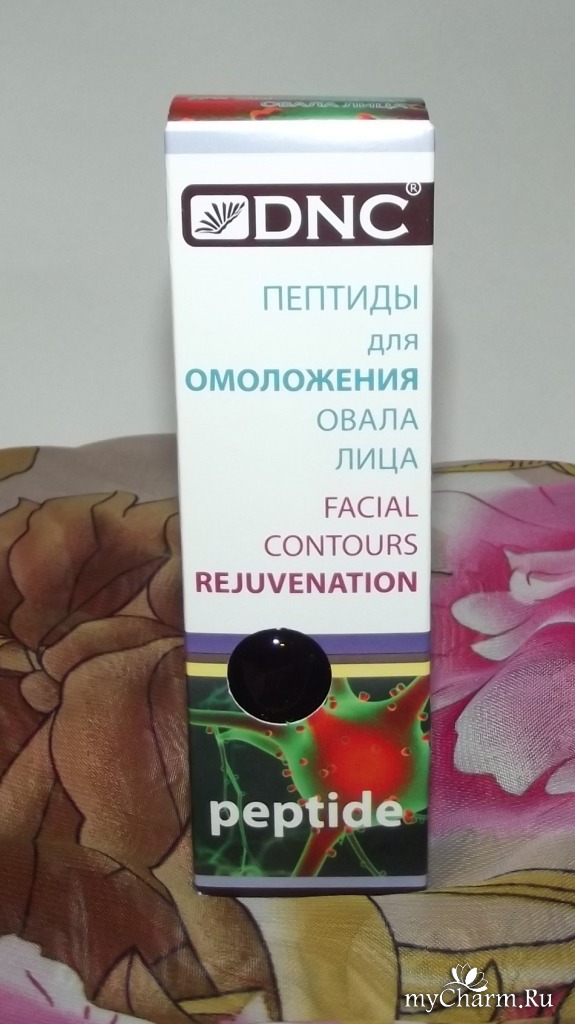 ОВАЛА ЛИЦА
DNC®
ПЕПТИДЫ
для
ОМОЛОЖЕНИЯ
ОВАЛА
ЛИЦА
FACIAL
CONTOURS
REJUVENATION
peptide
myCharm.Ru